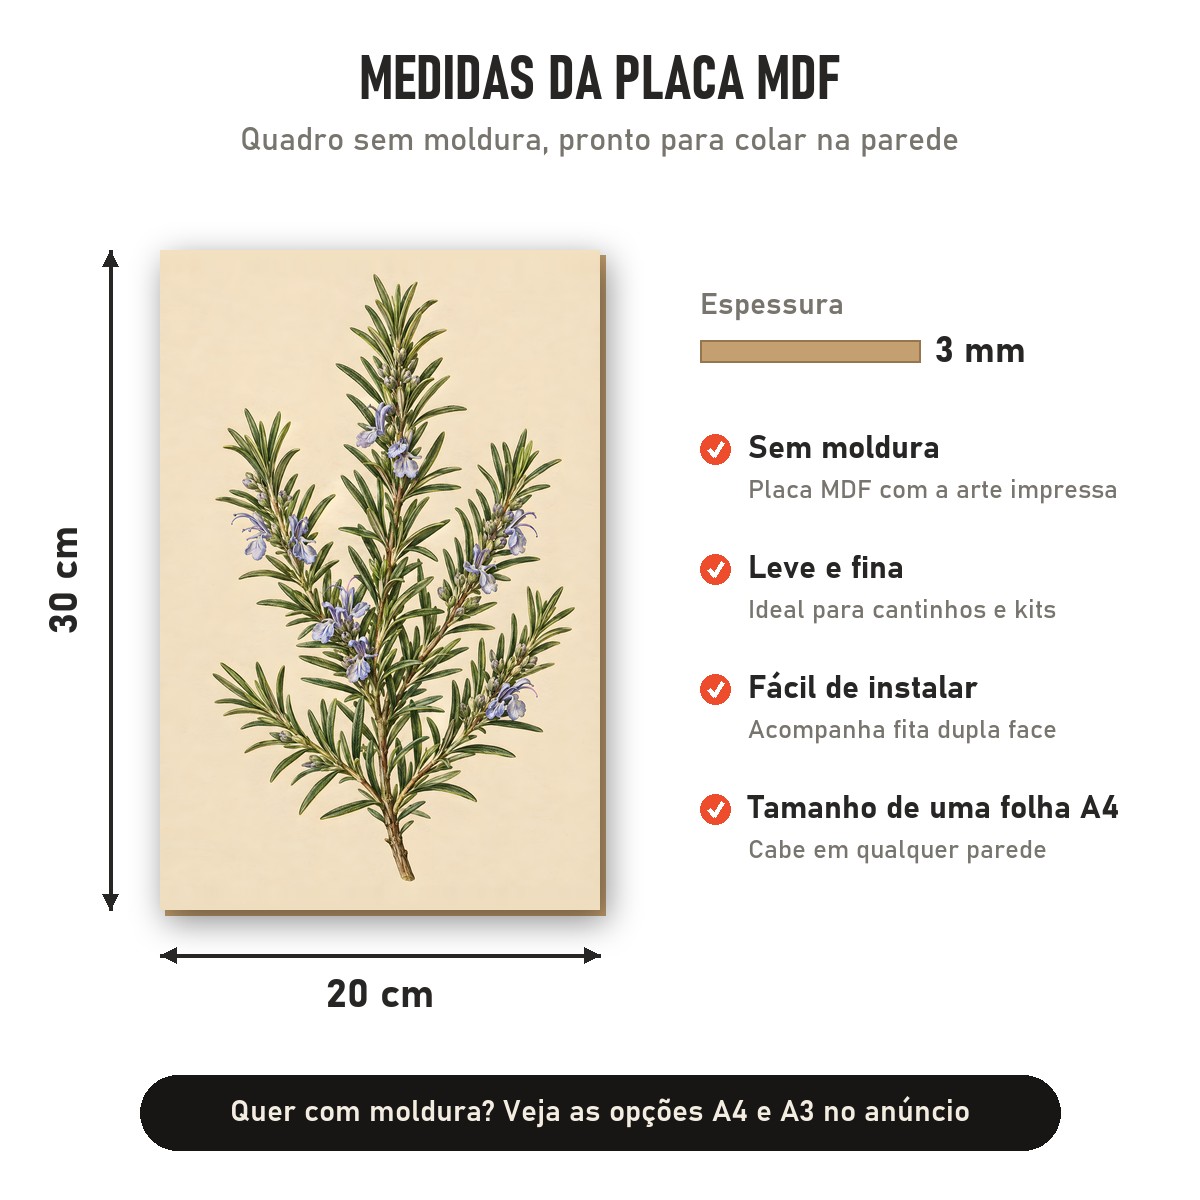 MEDIDAS DA PLACA MDF
Quadro sem moldura, pronto para colar na parede
30 cm
20 cm
Espessura
3 mm
Sem moldura
Placa MDF com a arte impressa
Leve e fina
Ideal para cantinhos e kits
Fácil de instalar
Acompanha fita dupla face
Tamanho de uma folha A4
Cabe em qualquer parede
Quer com moldura? Veja as opções A4 e A3 no anúncio